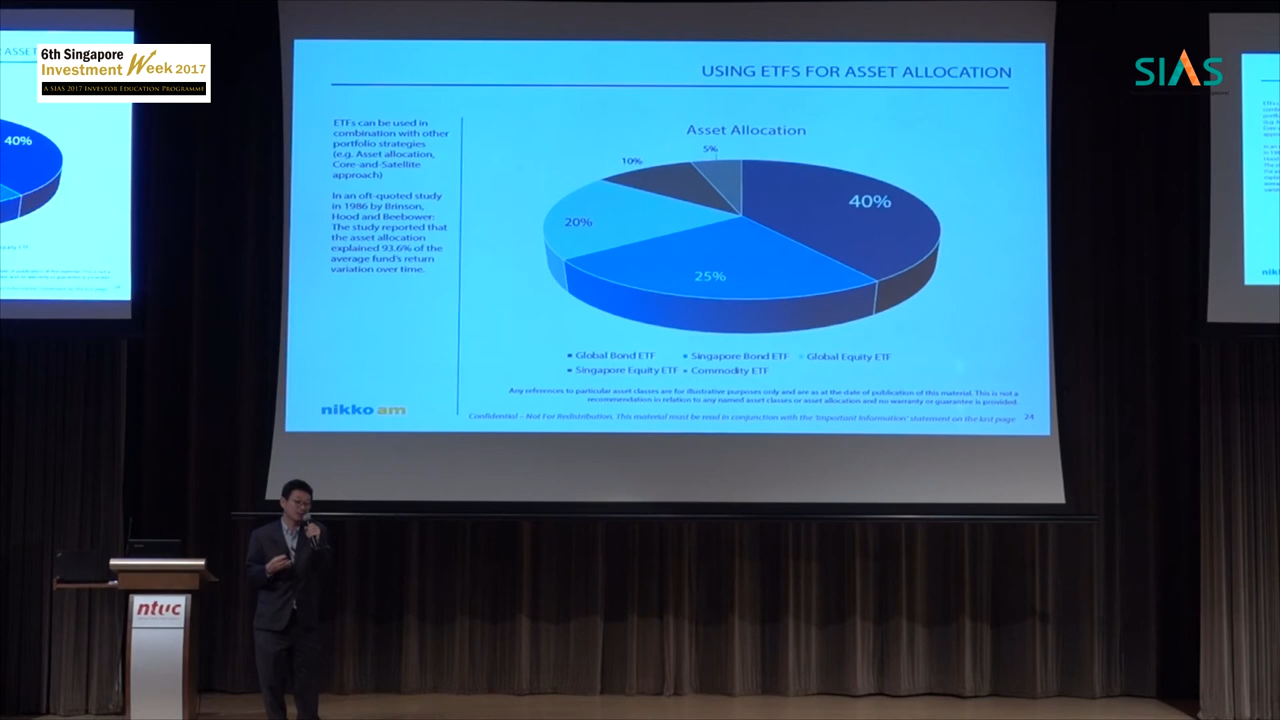 6th Singapore
Investment Week 2017
A SIAS 2017 INVESTOR EDUCATION PROGRAMME
SIAS
USING ETFS FOR ASSET ALLOCATION
ETFs can be used in
combination with other
portfolio strategies
(e.g. Asset allocation,
Core-and-Satellite
approach)
In an oft-quoted study
in 1986 by Brinson,
Hood and Beebower:
The study reported that
the asset allocation
explained 93.6% of the
average fund's return
variation over time.
Asset Allocation
5%
10%
40%
20%
25%
Global Bond ETF
Singapore Bond ETF
Global Equity ETF
Singapore Equity ETF
Commodity ETF
Any references to particular asset classes are for illustrative purposes only and are as at the date of publication of this material. This is not a
recommendation in relation to any named asset classes or asset allocation and no warranty or guarantee is provided.
nikko am
Confidential – Not For Redistribution. This material must be read in conjunction with the 'Important Information' statement on the last page
24
40%
ntuc